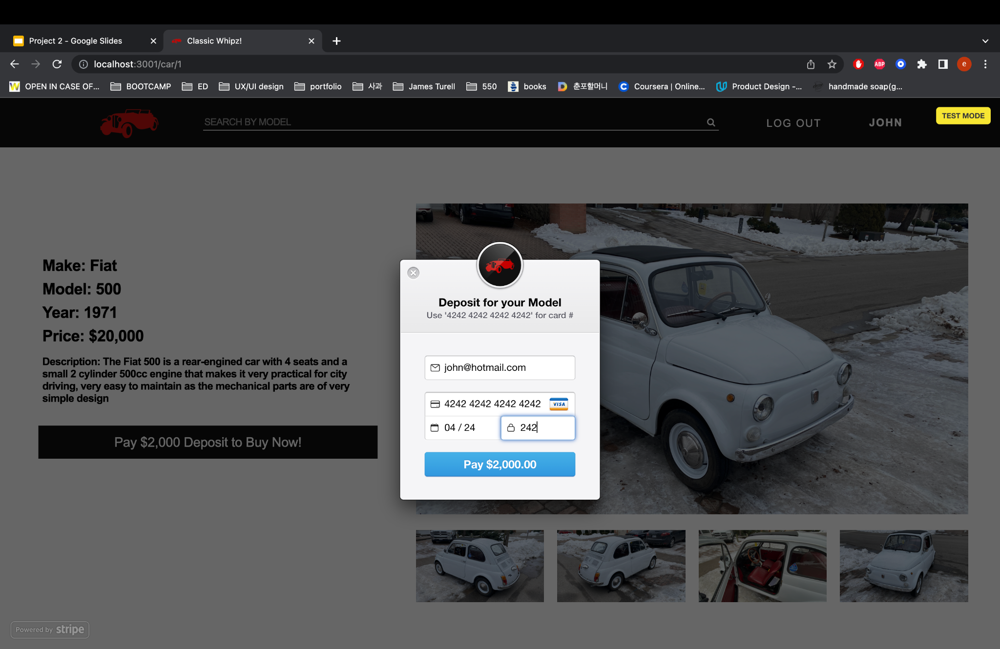 Project 2 - Google Slides
Classic Whipz!
localhost:3001/car/1
ABP
e
OPEN IN CASE OF...
BOOTCAMP
ED
UX/UI design
portfolio
사과
James Turell
550
books
춘포할머니
Coursera | Online...
Product Design -...
handmade soap(g...
SEARCH BY MODEL
LOG OUT
JOHN
TEST MODE
Make: Fiat
Model: 500
Year: 1971
Price: $20,000
Description: The Fiat 500 is a rear-engined car with 4 seats and a
small 2 cylinder 500cc engine that makes it very practical for city
driving, very easy to maintain as the mechanical parts are of very
simple design
Pay $2,000 Deposit to Buy Now!
Deposit for your Model
Use '4242 4242 4242 4242' for card #
john@hotmail.com
4242 4242 4242 4242
VISA
04 / 24
242
Pay $2,000.00
Powered by stripe